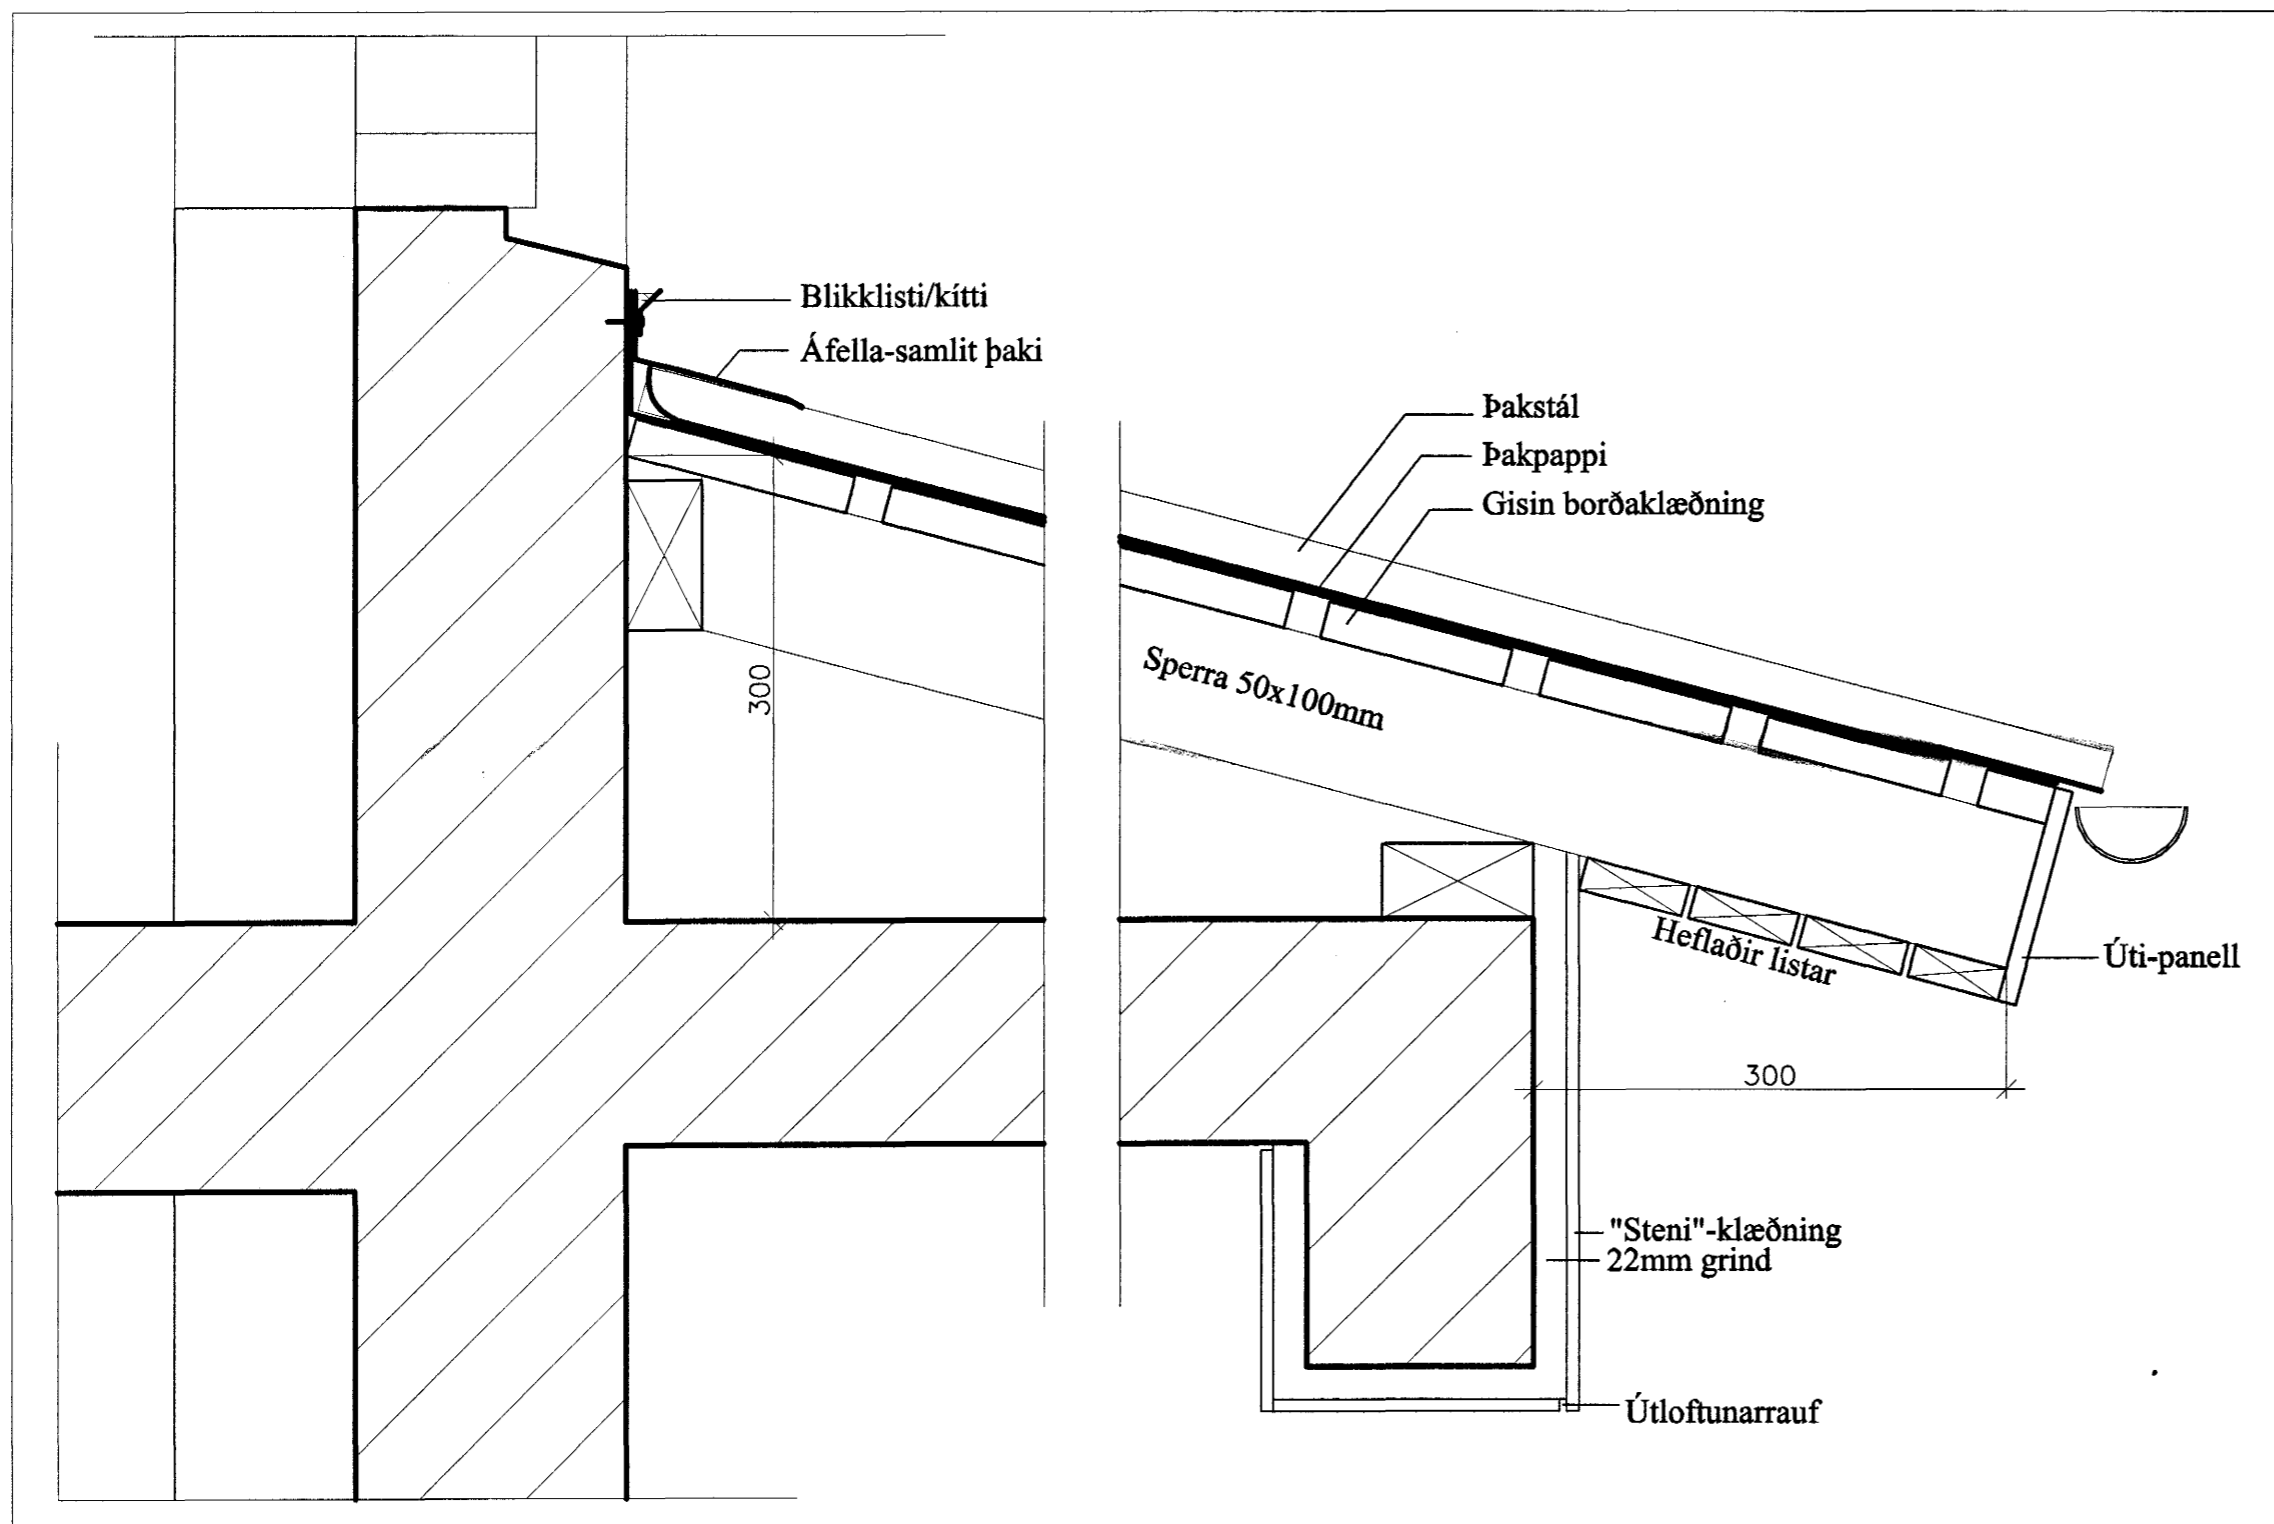 Blikklisti/kítti
Áfella-samlit þaki
Þakstál
Þakpappi
Gisin borðaklæðning
Sperra 50x100mm
300
Heflaðir listar
Úti-panell
300
"Steni"-klæðning
22mm grind
Útloftunarrauf